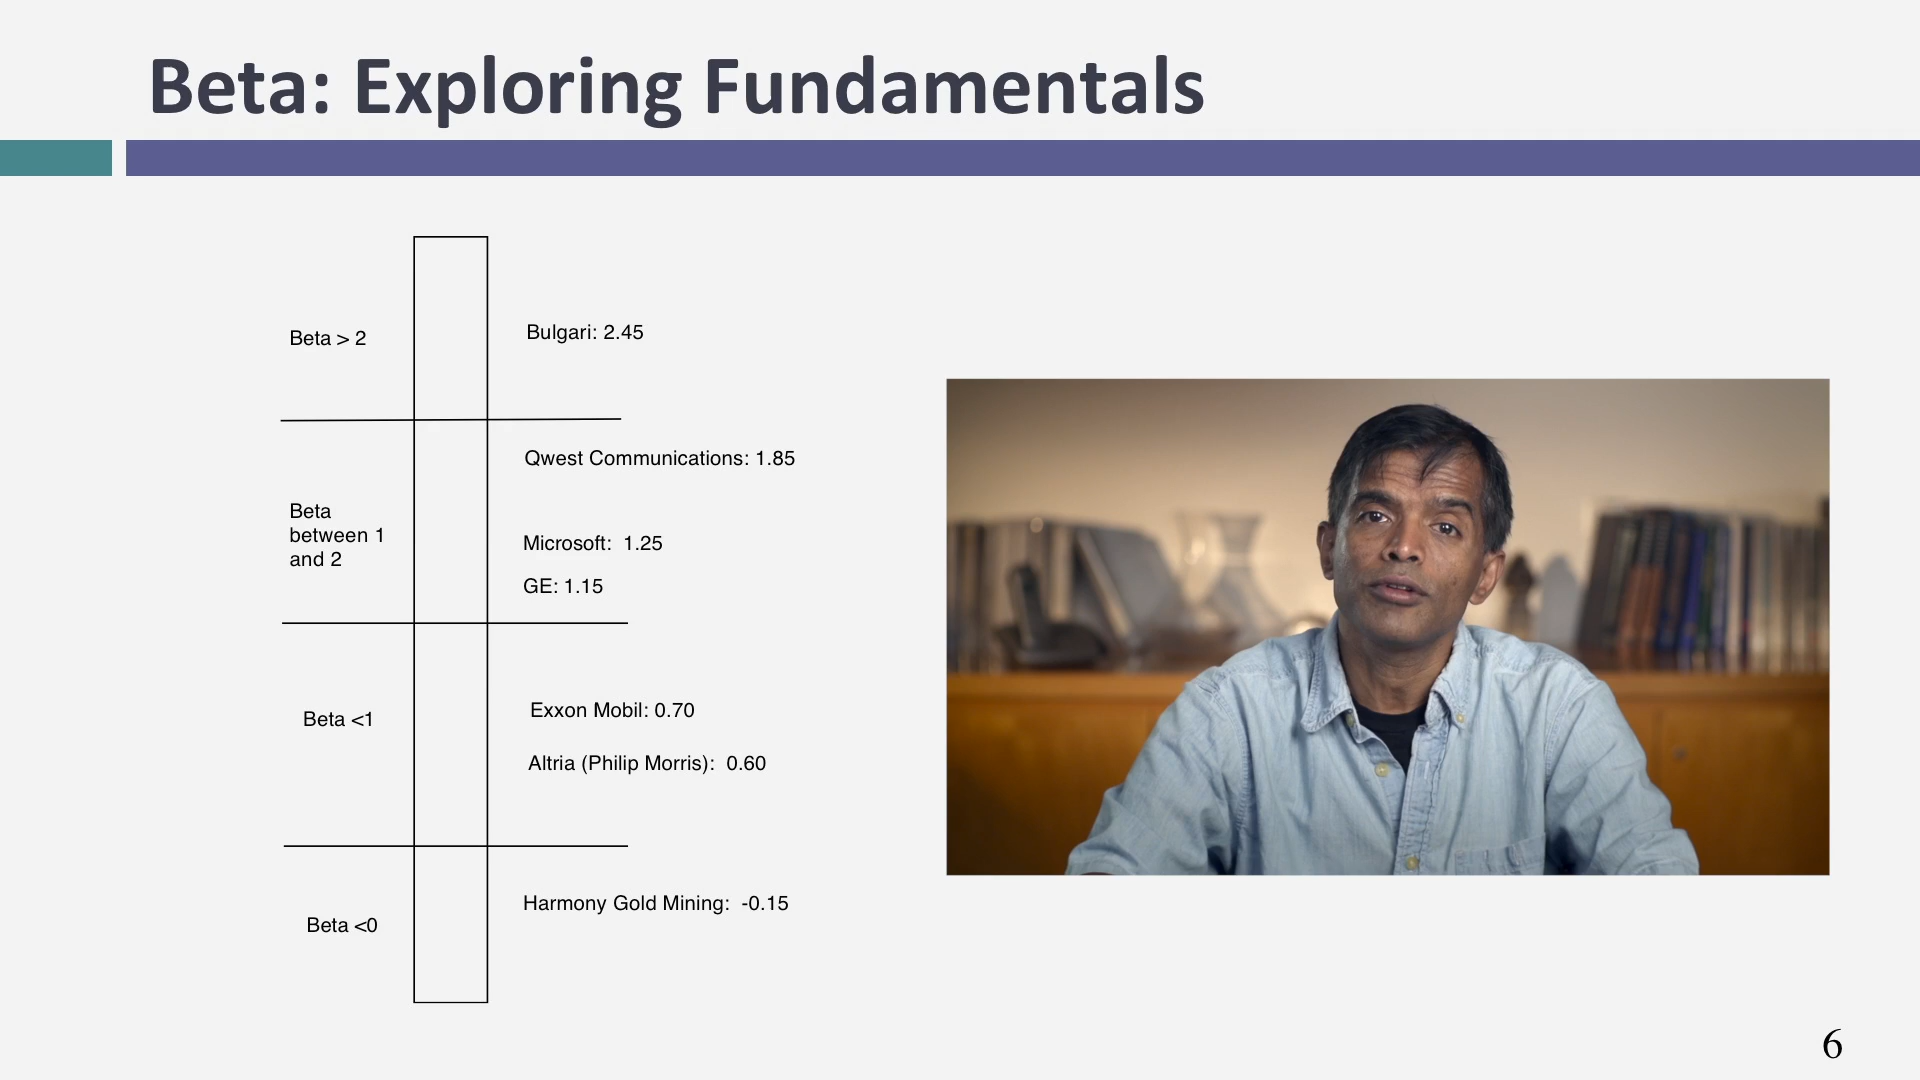 Beta: Exploring Fundamentals
Beta > 2
Bulgari: 2.45
Qwest Communications: 1.85
Beta
between 1
and 2
Microsoft:  1.25
GE: 1.15
Beta <1
Exxon Mobil: 0.70
Altria (Philip Morris):  0.60
Beta <0
Harmony Gold Mining:  -0.15
6